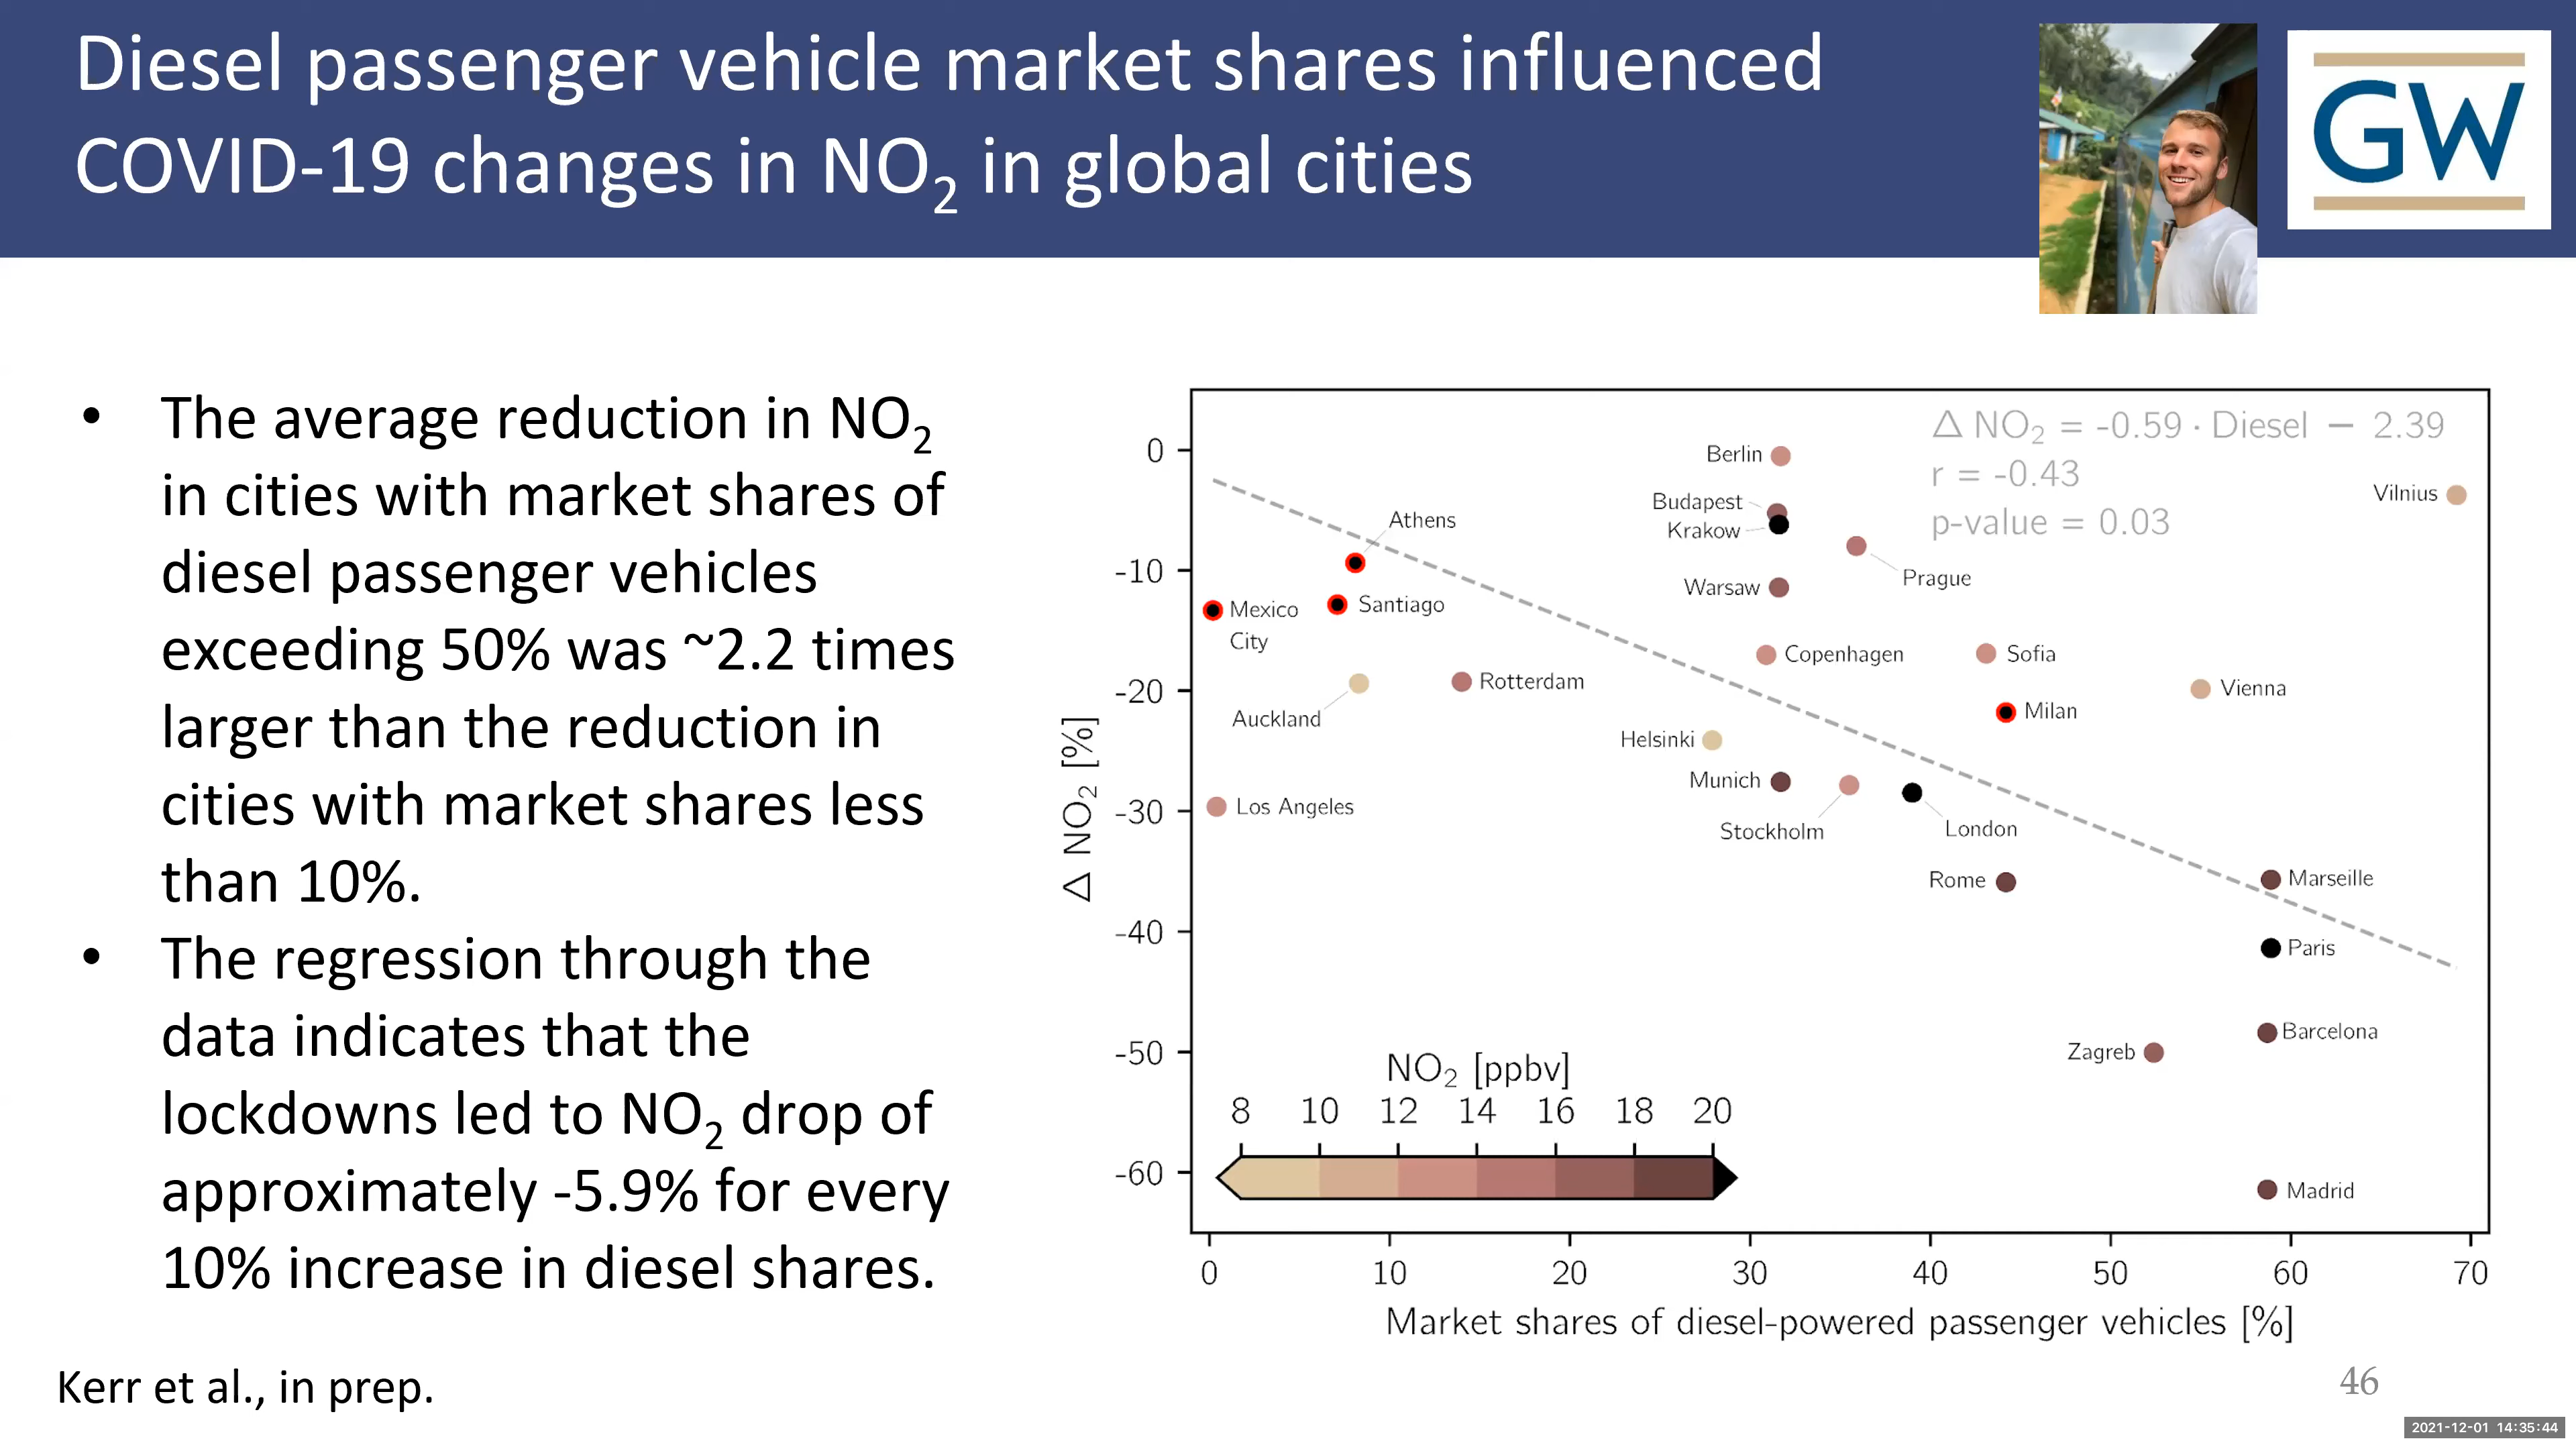 Diesel passenger vehicle market shares influenced
COVID-19 changes in NO₂ in global cities
GW
• The average reduction in NO₂
in cities with market shares of
diesel passenger vehicles
exceeding 50% was ~2.2 times
larger than the reduction in
cities with market shares less
than 10%.
• The regression through the
data indicates that the
lockdowns led to NO₂ drop of
approximately -5.9% for every
10% increase in diesel shares.
Kerr et al., in prep.
Δ NO₂ = -0.59 · Diesel − 2.39
r = -0.43
p-value = 0.03
Δ NO₂ [%]
0
-10
-20
-30
-40
-50
-60
Berlin
Vilnius
Budapest
Athens
Krakow
Prague
Warsaw
Mexico
City
Santiago
Copenhagen
Sofia
Rotterdam
Vienna
Auckland
Milan
Helsinki
Munich
Los Angeles
Stockholm
London
Rome
Marseille
Paris
Barcelona
Zagreb
Madrid
NO₂ [ppbv]
8 10 12 14 16 18 20
0 10 20 30 40 50 60 70
Market shares of diesel-powered passenger vehicles [%]
46
2021-12-01 14:35:44